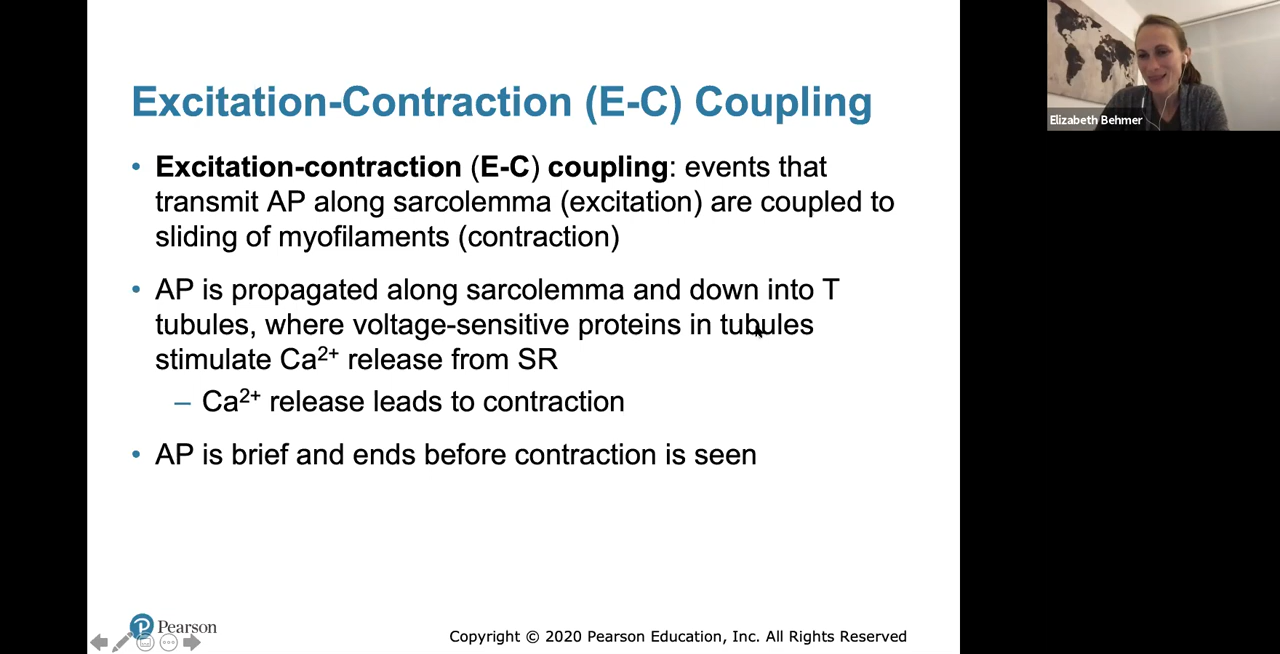 Excitation-Contraction (E-C) Coupling
• Excitation-contraction (E-C) coupling: events that
transmit AP along sarcolemma (excitation) are coupled to
sliding of myofilaments (contraction)
• AP is propagated along sarcolemma and down into T
tubules, where voltage-sensitive proteins in tubules
stimulate Ca²⁺ release from SR
– Ca²⁺ release leads to contraction
• AP is brief and ends before contraction is seen
Pearson
Copyright © 2020 Pearson Education, Inc. All Rights Reserved
Elizabeth Behmer